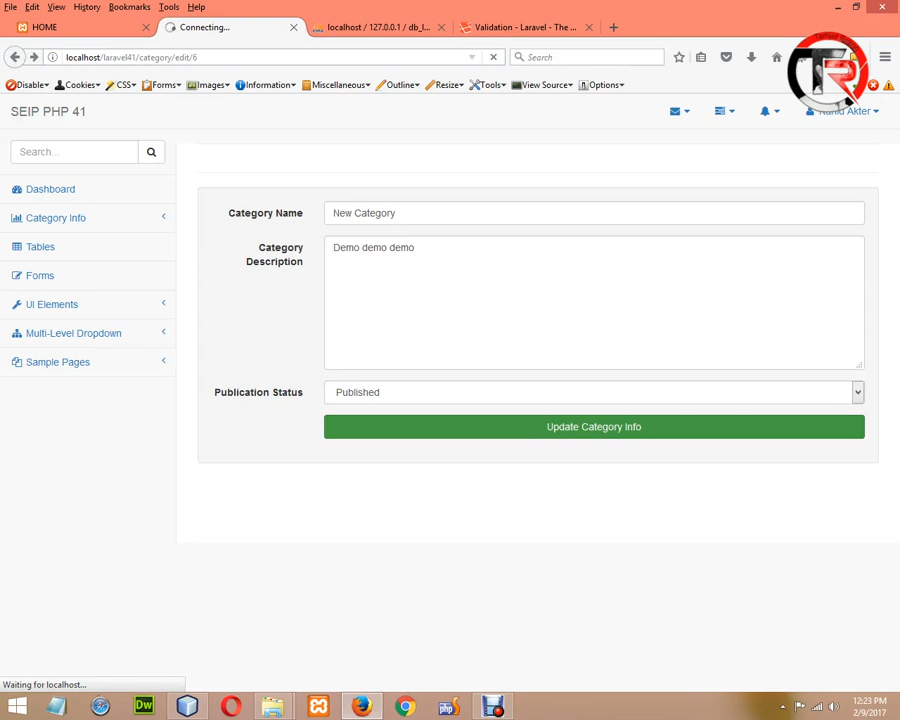 File Edit View History Bookmarks Tools Help
HOME
Connecting...
localhost / 127.0.0.1 / db_l...
Validation - Laravel - The ...
localhost/laravel41/category/edit/6
Search
Disable Cookies CSS Forms Images Information Miscellaneous Outline Resize Tools View Source Options
SEIP PHP 41
Akter
Search...
Dashboard
Category Info
Tables
Forms
UI Elements
Multi-Level Dropdown
Sample Pages
Category Name
New Category
Category
Description
Demo demo demo
Publication Status
Published
Update Category Info
Waiting for localhost...
Dw
12:23 PM
2/9/2017